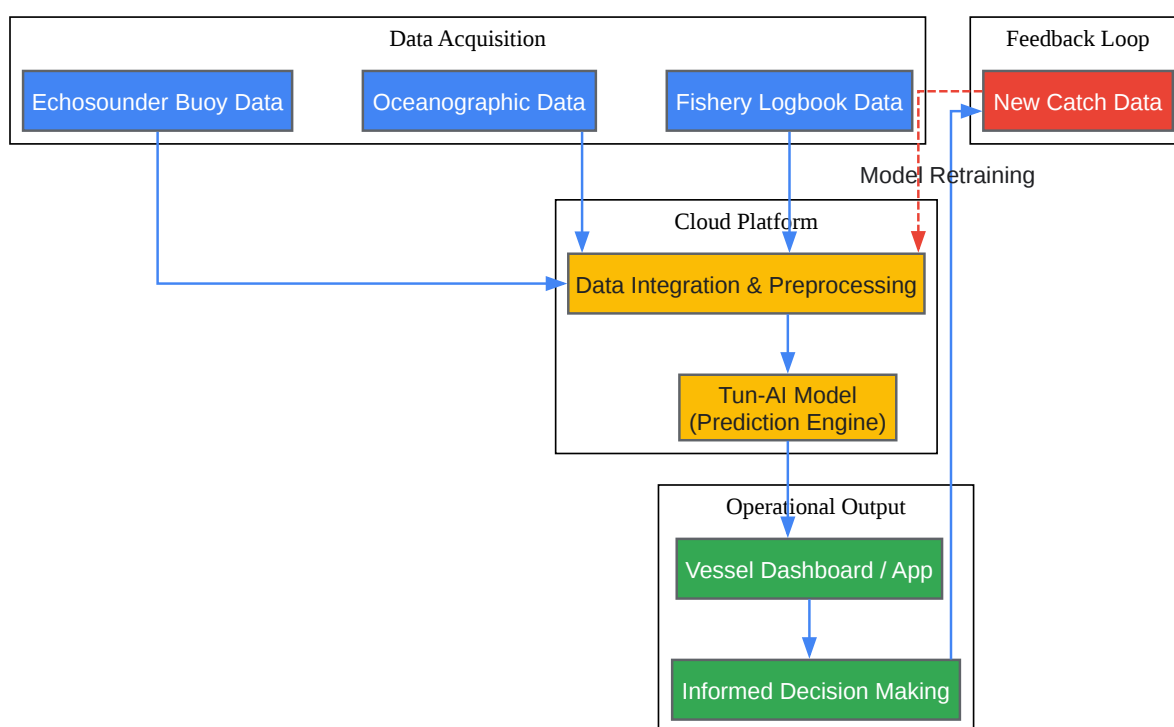 Data Acquisition
Feedback Loop
Echosounder Buoy Data
Oceanographic Data
Fishery Logbook Data
New Catch Data
Model Retraining
Cloud Platform
Data Integration & Preprocessing
Tun-AI Model
(Prediction Engine)
Operational Output
Vessel Dashboard / App
Informed Decision Making